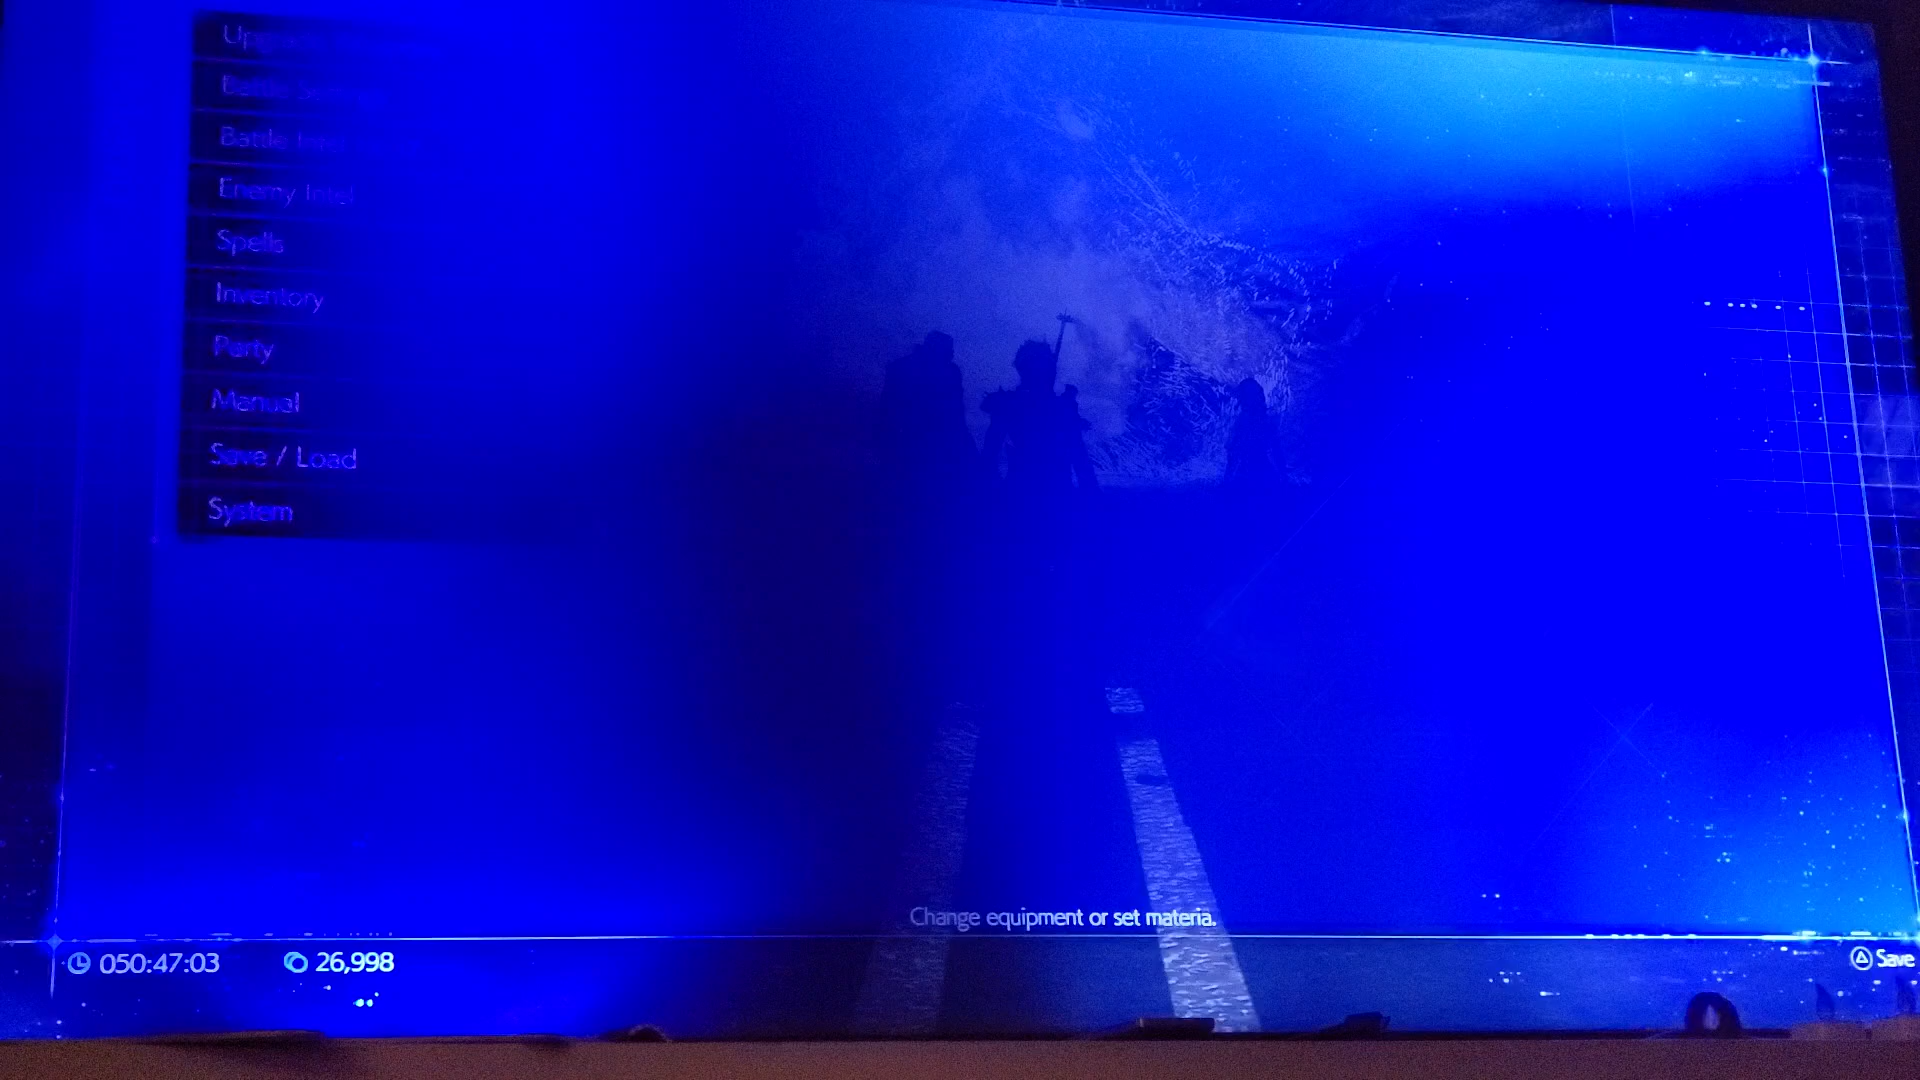 Battle
Enemy Intel
Spells
Inventory
Party
Manual
Save / Load
System
Change equipment or set materia.
050:47:03 26,998
Save